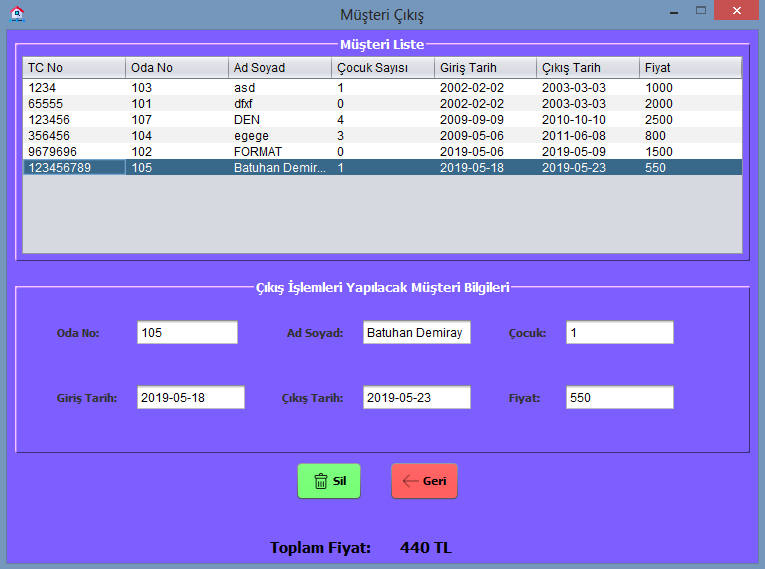 Müşteri Çıkış
Müşteri Liste
TC No Oda No Ad Soyad Çocuk Sayısı Giriş Tarih Çıkış Tarih Fiyat
1234 103 asd 1 2002-02-02 2003-03-03 1000
65555 101 dfxf 0 2002-02-02 2003-03-03 2000
123456 107 DEN 4 2009-09-09 2010-10-10 2500
356456 104 egege 3 2009-05-06 2011-06-08 800
9679696 102 FORMAT 0 2019-05-06 2019-05-09 1500
123456789 105 Batuhan Demir... 1 2019-05-18 2019-05-23 550
Çıkış İşlemleri Yapılacak Müşteri Bilgileri
Oda No: 105 Ad Soyad: Batuhan Demiray Çocuk: 1
Giriş Tarih: 2019-05-18 Çıkış Tarih: 2019-05-23 Fiyat: 550
Sil Geri
Toplam Fiyat: 440 TL